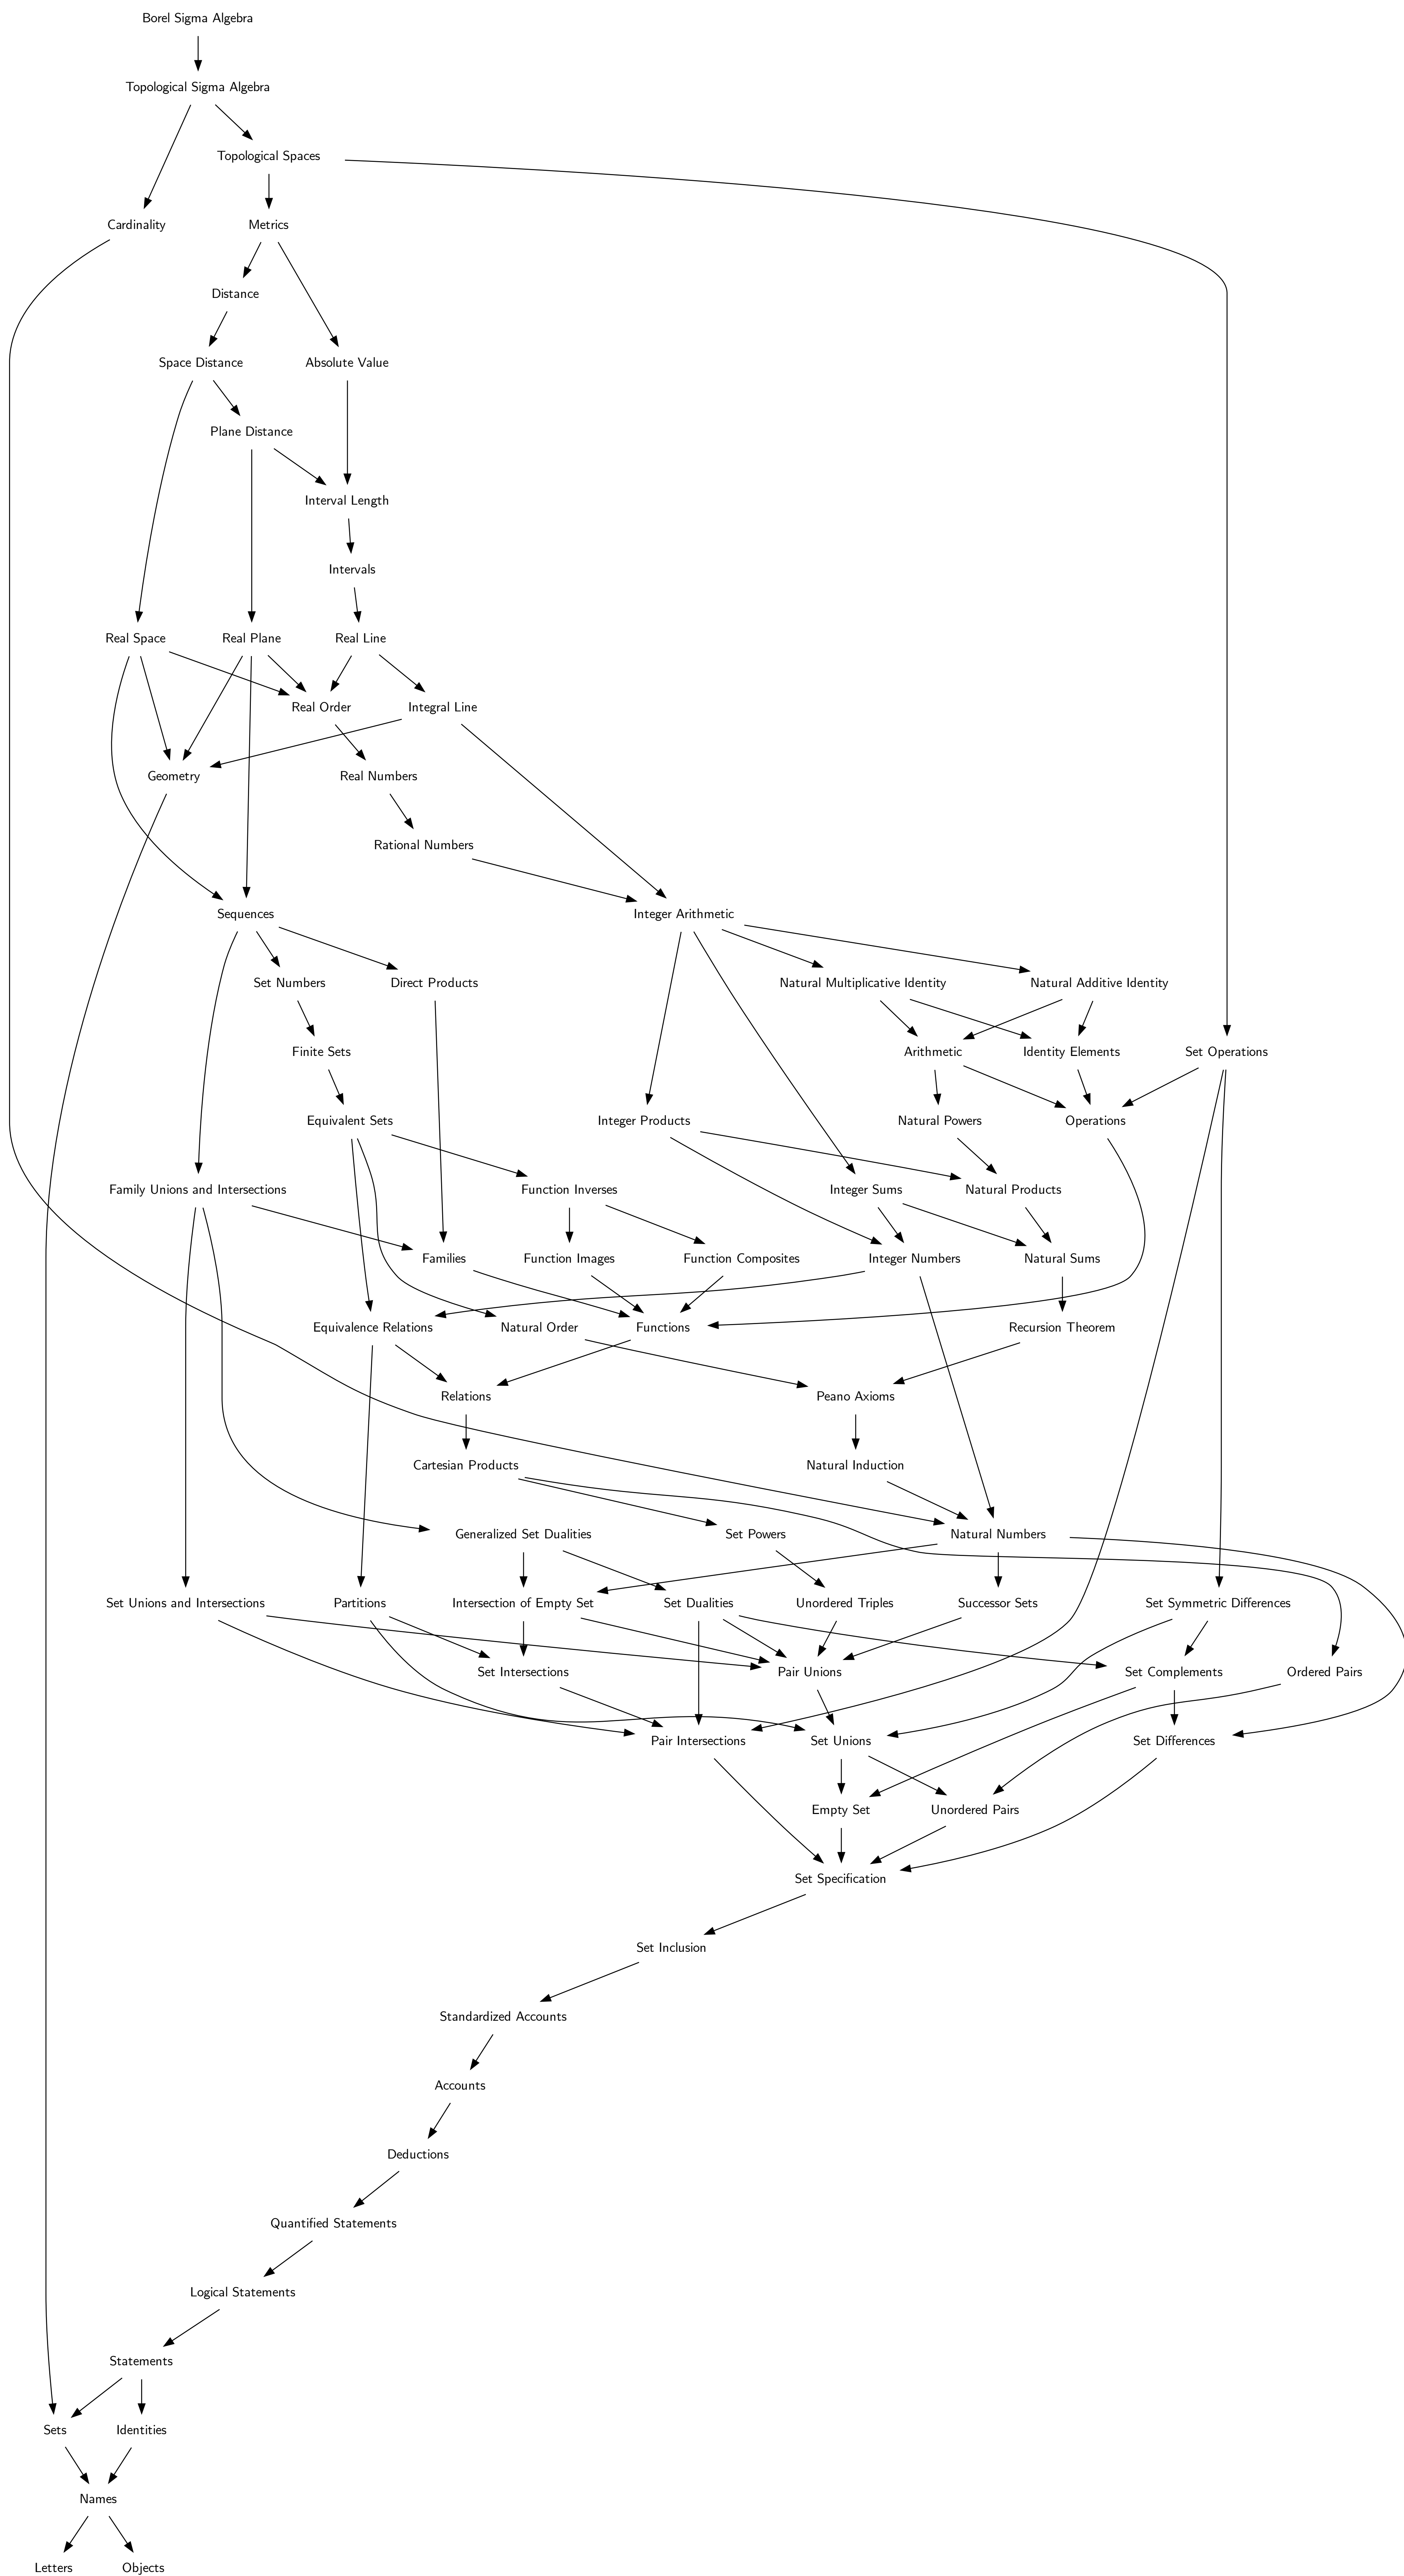 Borel Sigma Algebra
Topological Sigma Algebra
Topological Spaces
Cardinality
Metrics
Distance
Space Distance
Absolute Value
Plane Distance
Interval Length
Intervals
Real Space
Real Plane
Real Line
Real Order
Integral Line
Geometry
Real Numbers
Rational Numbers
Sequences
Integer Arithmetic
Set Numbers
Direct Products
Natural Multiplicative Identity
Natural Additive Identity
Finite Sets
Arithmetic
Identity Elements
Set Operations
Equivalent Sets
Integer Products
Natural Powers
Operations
Family Unions and Intersections
Function Inverses
Integer Sums
Natural Products
Families
Function Images
Function Composites
Integer Numbers
Natural Sums
Equivalence Relations
Natural Order
Functions
Recursion Theorem
Relations
Peano Axioms
Cartesian Products
Natural Induction
Generalized Set Dualities
Set Powers
Natural Numbers
Set Unions and Intersections
Partitions
Intersection of Empty Set
Set Dualities
Unordered Triples
Successor Sets
Set Symmetric Differences
Set Intersections
Pair Unions
Set Complements
Ordered Pairs
Pair Intersections
Set Unions
Set Differences
Empty Set
Unordered Pairs
Set Specification
Set Inclusion
Standardized Accounts
Accounts
Deductions
Quantified Statements
Logical Statements
Statements
Sets
Identities
Names
Letters
Objects